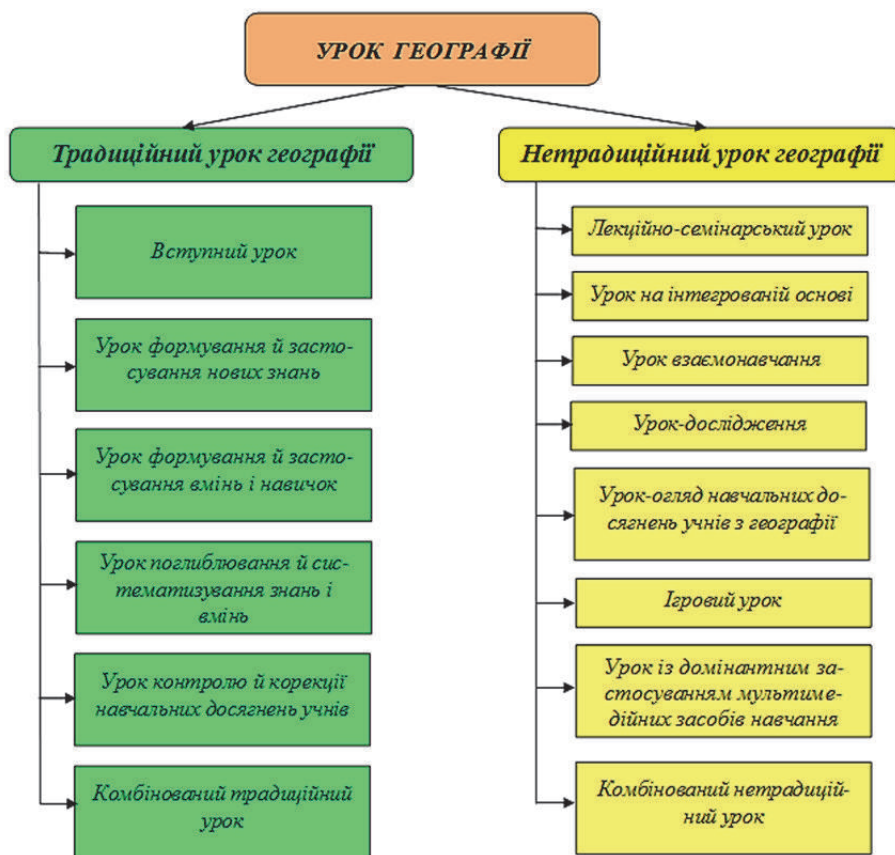 УРОК ГЕОГРАФІЇ
Традиційний урок географії
Вступний урок
Урок формування й засто-
сування нових знань
Урок формування й засто-
сування вмінь і навичок
Урок поглиблювання й сис-
тематизування знань і
вмінь
Урок контролю й корекції
навчальних досягнень учнів
Комбінований традиційний
урок
Нетрадиційний урок географії
Лекційно-семінарський урок
Урок на інтегрованій основі
Урок взаємонавчання
Урок-дослідження
Урок-огляд навчальних до-
сягнень учнів з географії
Ігровий урок
Урок із домінантним за-
стосуванням мультиме-
дійних засобів навчання
Комбінований нетрадицій-
ний урок